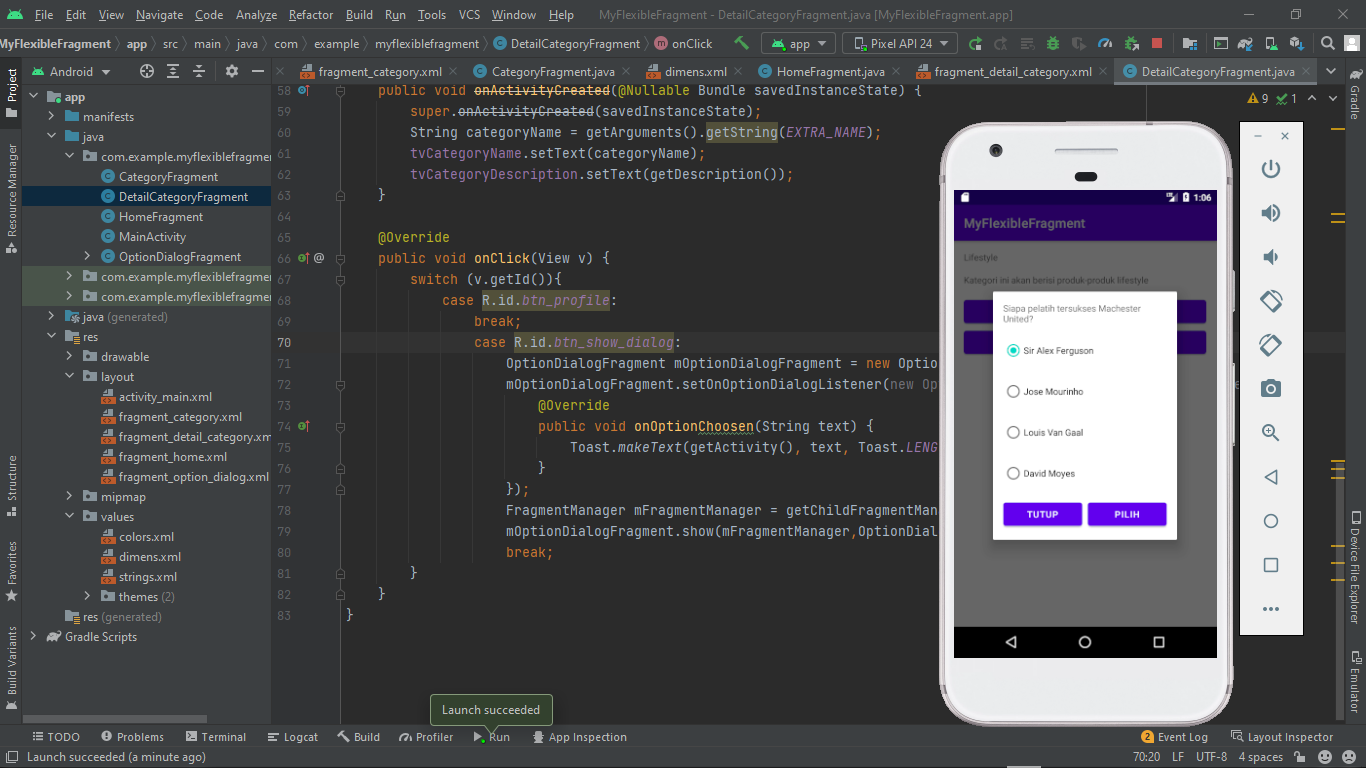 File Edit View Navigate Code Analyze Refactor Build Run Tools VCS Window Help MyFlexibleFragment - DetailCategoryFragment.java [MyFlexibleFragment.app]
MyFlexibleFragment app src main java com example myflexiblefragment DetailCategoryFragment onClick app Pixel API 24
Android
fragment_category.xml CategoryFragment.java dimens.xml HomeFragment.java fragment_detail_category.xml DetailCategoryFragment.java
Project
Resource Manager
Structure
Favorites
Build Variants
app
manifests
java
com.example.myflexiblefragmen
CategoryFragment
DetailCategoryFragment
HomeFragment
MainActivity
OptionDialogFragment
com.example.myflexiblefragme
com.example.myflexiblefragme
java (generated)
res
drawable
layout
activity_main.xml
fragment_category.xml
fragment_detail_category.xm
fragment_home.xml
fragment_option_dialog.xml
mipmap
values
colors.xml
dimens.xml
strings.xml
themes (2)
res (generated)
Gradle Scripts
9 1
58 public void onActivityCreated(@Nullable Bundle savedInstanceState) {
59 super.onActivityCreated(savedInstanceState);
60 String categoryName = getArguments().getString(EXTRA_NAME);
61 tvCategoryName.setText(categoryName);
62 tvCategoryDescription.setText(getDescription());
63 }
64
65 @Override
66 @ public void onClick(View v) {
67 switch (v.getId()){
68 case R.id.btn_profile:
69 break;
70 case R.id.btn_show_dialog:
71 OptionDialogFragment mOptionDialogFragment = new Optio
72 mOptionDialogFragment.setOnOptionDialogListener(new Op
73 @Override
74 public void onOptionChoosen(String text) {
75 Toast.makeText(getActivity(), text, Toast.LENG
76 }
77 });
78 FragmentManager mFragmentManager = getChildFragmentMan
79 mOptionDialogFragment.show(mFragmentManager,OptionDial
80 break;
81 }
82 }
83 }
1:06
MyFlexibleFragment
Lifestyle
Kategori ini akan berisi produk-produk lifestyle
Siapa pelatih tersukses Machester
United?
Sir Alex Ferguson
Jose Mourinho
Louis Van Gaal
David Moyes
TUTUP PILIH
Gradle
Device File Explorer
Emulator
Launch succeeded
TODO Problems Terminal Logcat Build Profiler Run App Inspection 2 Event Log Layout Inspector
Launch succeeded (a minute ago) 70:20 LF UTF-8 4 spaces